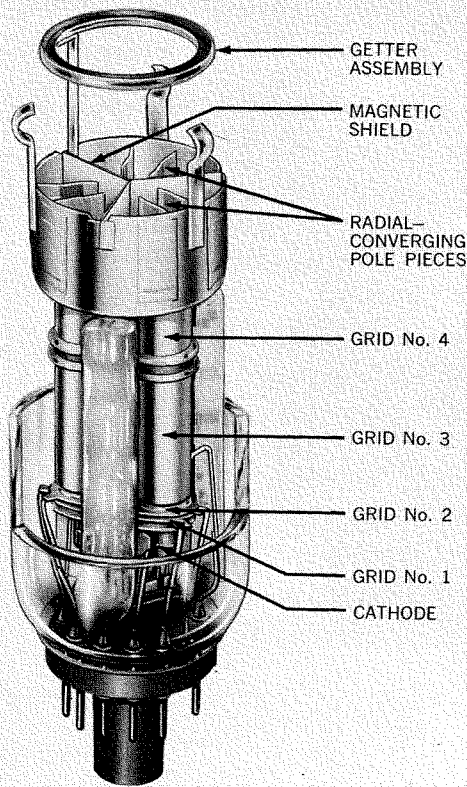 GETTER
ASSEMBLY
MAGNETIC
SHIELD
RADIAL–
CONVERGING
POLE PIECES
GRID No. 4
GRID No. 3
GRID No. 2
GRID No. 1
CATHODE